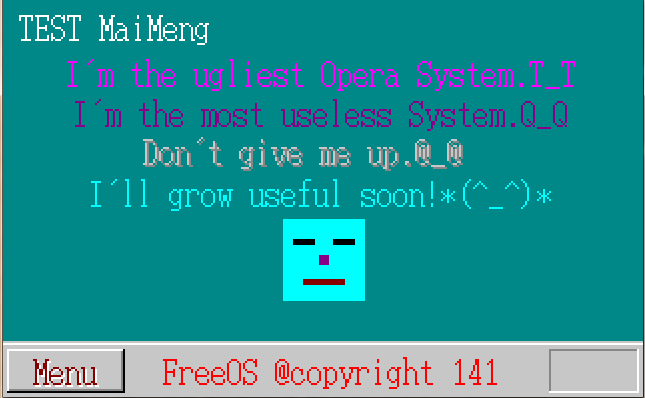 TEST MaiMeng
I´m the ugliest Opera System.T_T
I´m the most useless System.Q_Q
Don´t give me up.@_@
I´ll grow useful soon!*(^_^)*
Menu FreeOS @copyright 141